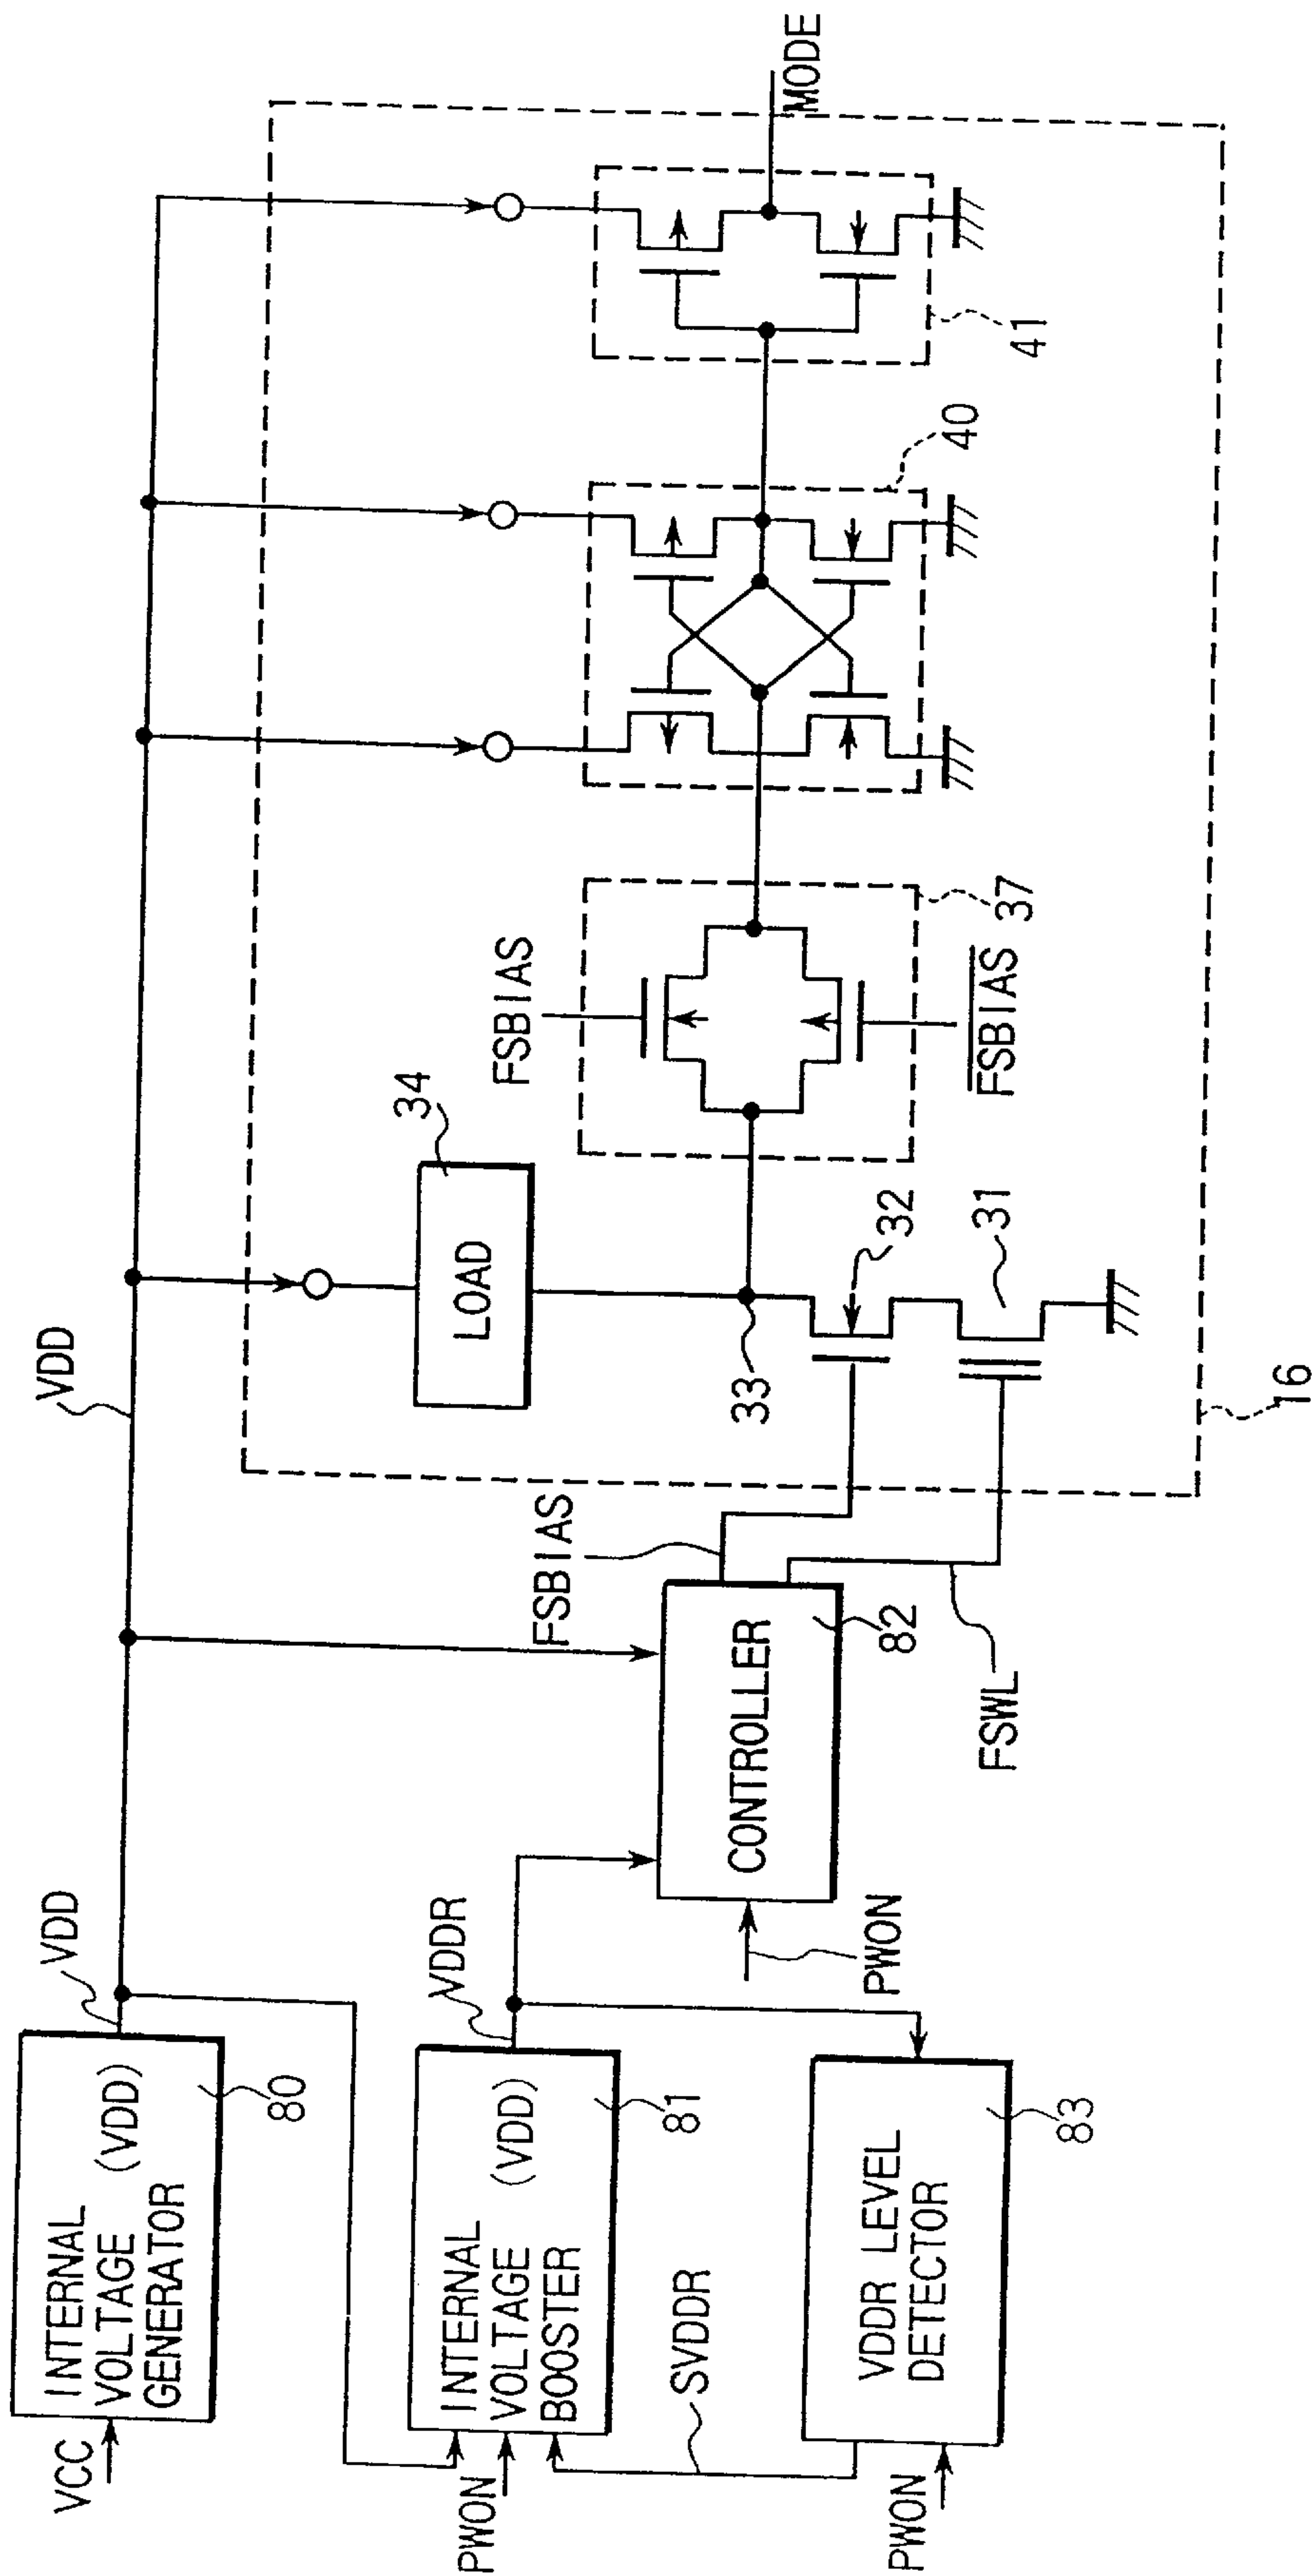 VCC
INTERNAL
VOLTAGE (VDD)
GENERATOR
80
VDD
VDD
PWON
INTERNAL
VOLTAGE (VDD)
BOOSTER
81
VDDR
SVDDR
PWON
VDDR LEVEL
DETECTOR
83
PWON
CONTROLLER
82
FSBIAS
FSWL
LOAD
34
33
32
31
FSBIAS
F̅S̅B̅I̅A̅S̅
37
40
41
MODE
16